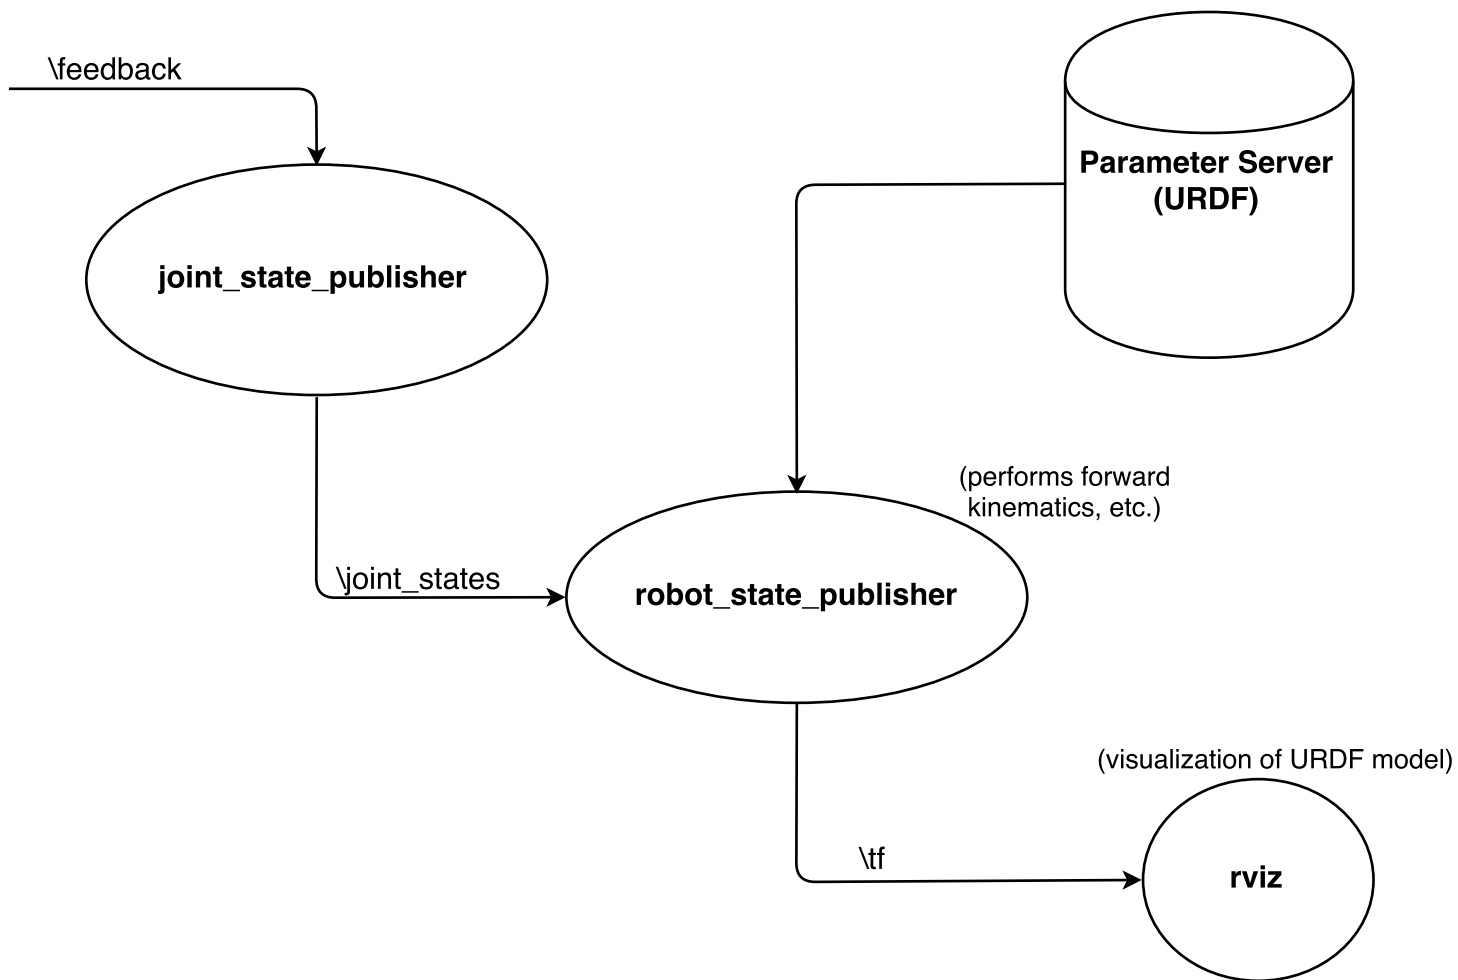 \feedback
Parameter Server
(URDF)
joint_state_publisher
(performs forward
kinematics, etc.)
\joint_states
robot_state_publisher
(visualization of URDF model)
\tf
rviz